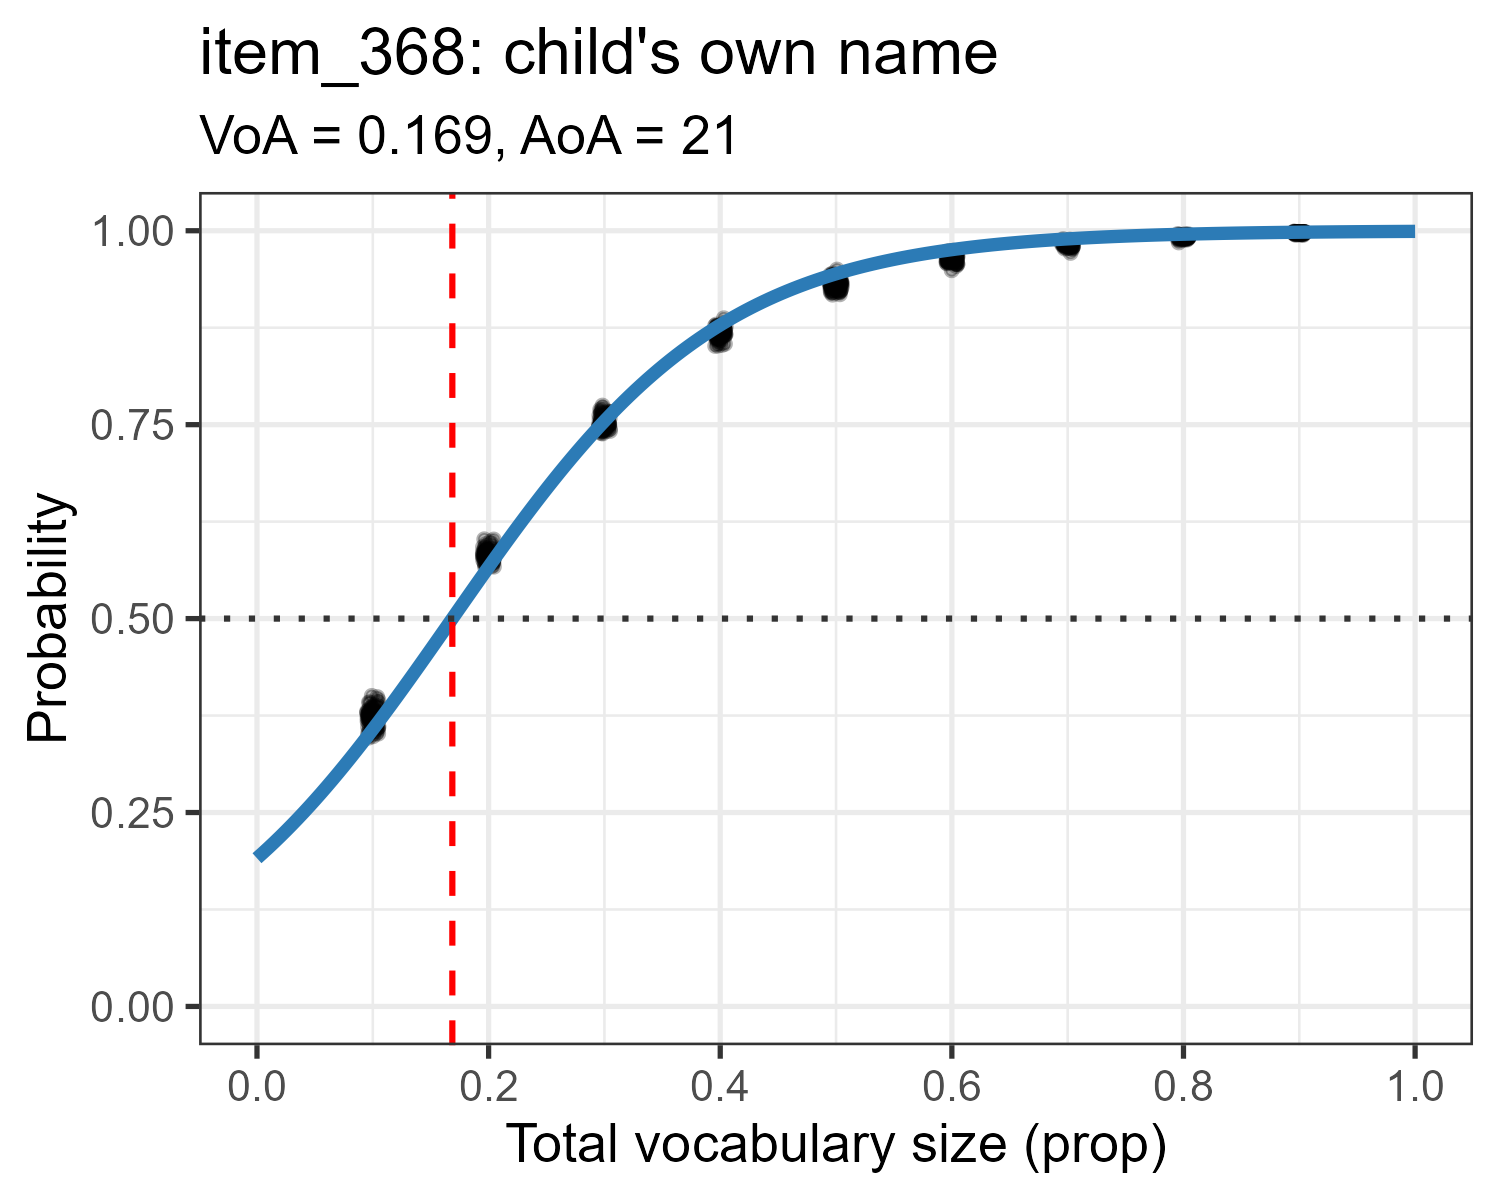 item_368: child's own name
VoA = 0.169, AoA = 21
1.00
0.75
0.50
0.25
0.00
Probability
0.0 0.2 0.4 0.6 0.8 1.0
Total vocabulary size (prop)